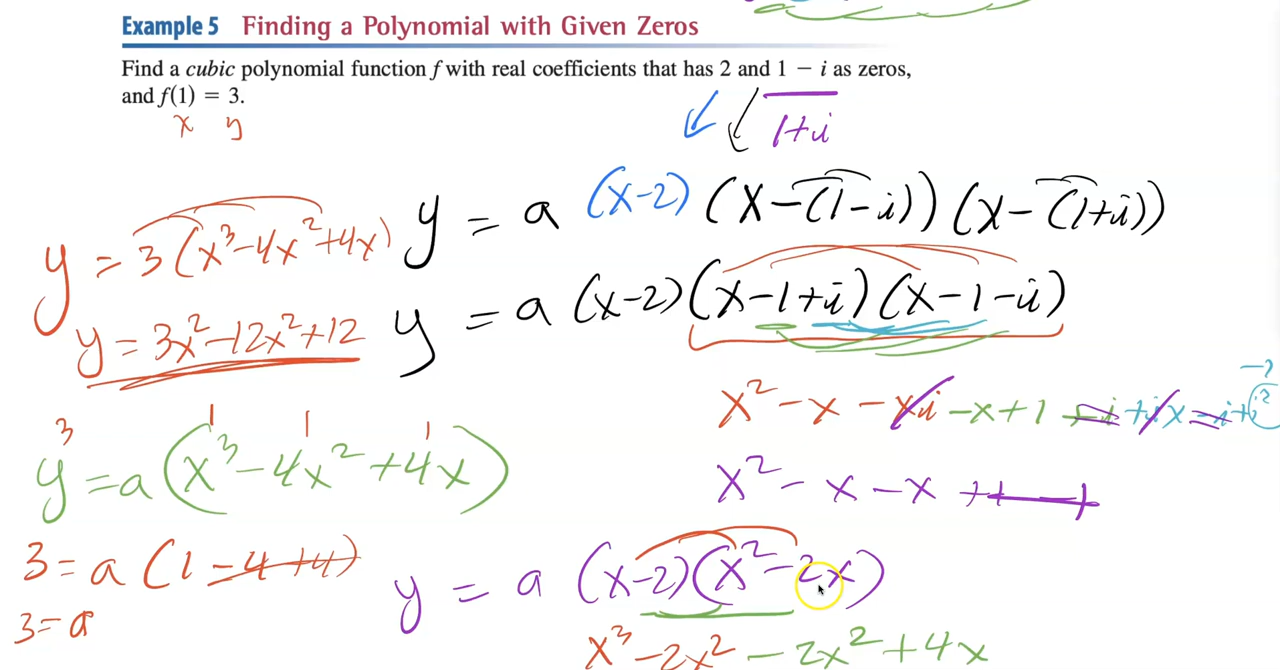 Example 5 Finding a Polynomial with Given Zeros
Find a cubic polynomial function f with real coefficients that has 2 and 1 − i as zeros,
and f(1) = 3.
x y
1+i
y = a (x-2) (x-(1-i)) (x-(1+i))
y = 3(x³-4x²+4x)
y = a (x-2)(x-1+i)(x-1-i)
y = 3x²-12x²+12
x² - x - xi - x + 1
x² - x - x
3 1 1 1
y = a(x³-4x²+4x)
3 = a (1-4+4)
3 = a
y = a (x-2)(x²-2x)
x³-2x²-2x²+4x